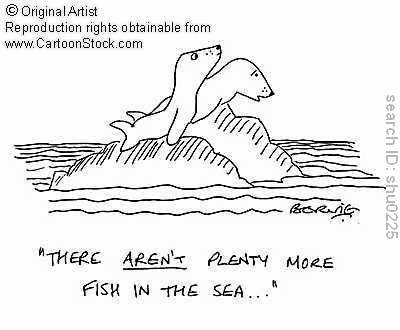 © Original Artist
Reproduction rights obtainable from
www.CartoonStock.com
search ID: shu0225
"THERE AREN'T PLENTY MORE
FISH IN THE SEA..."